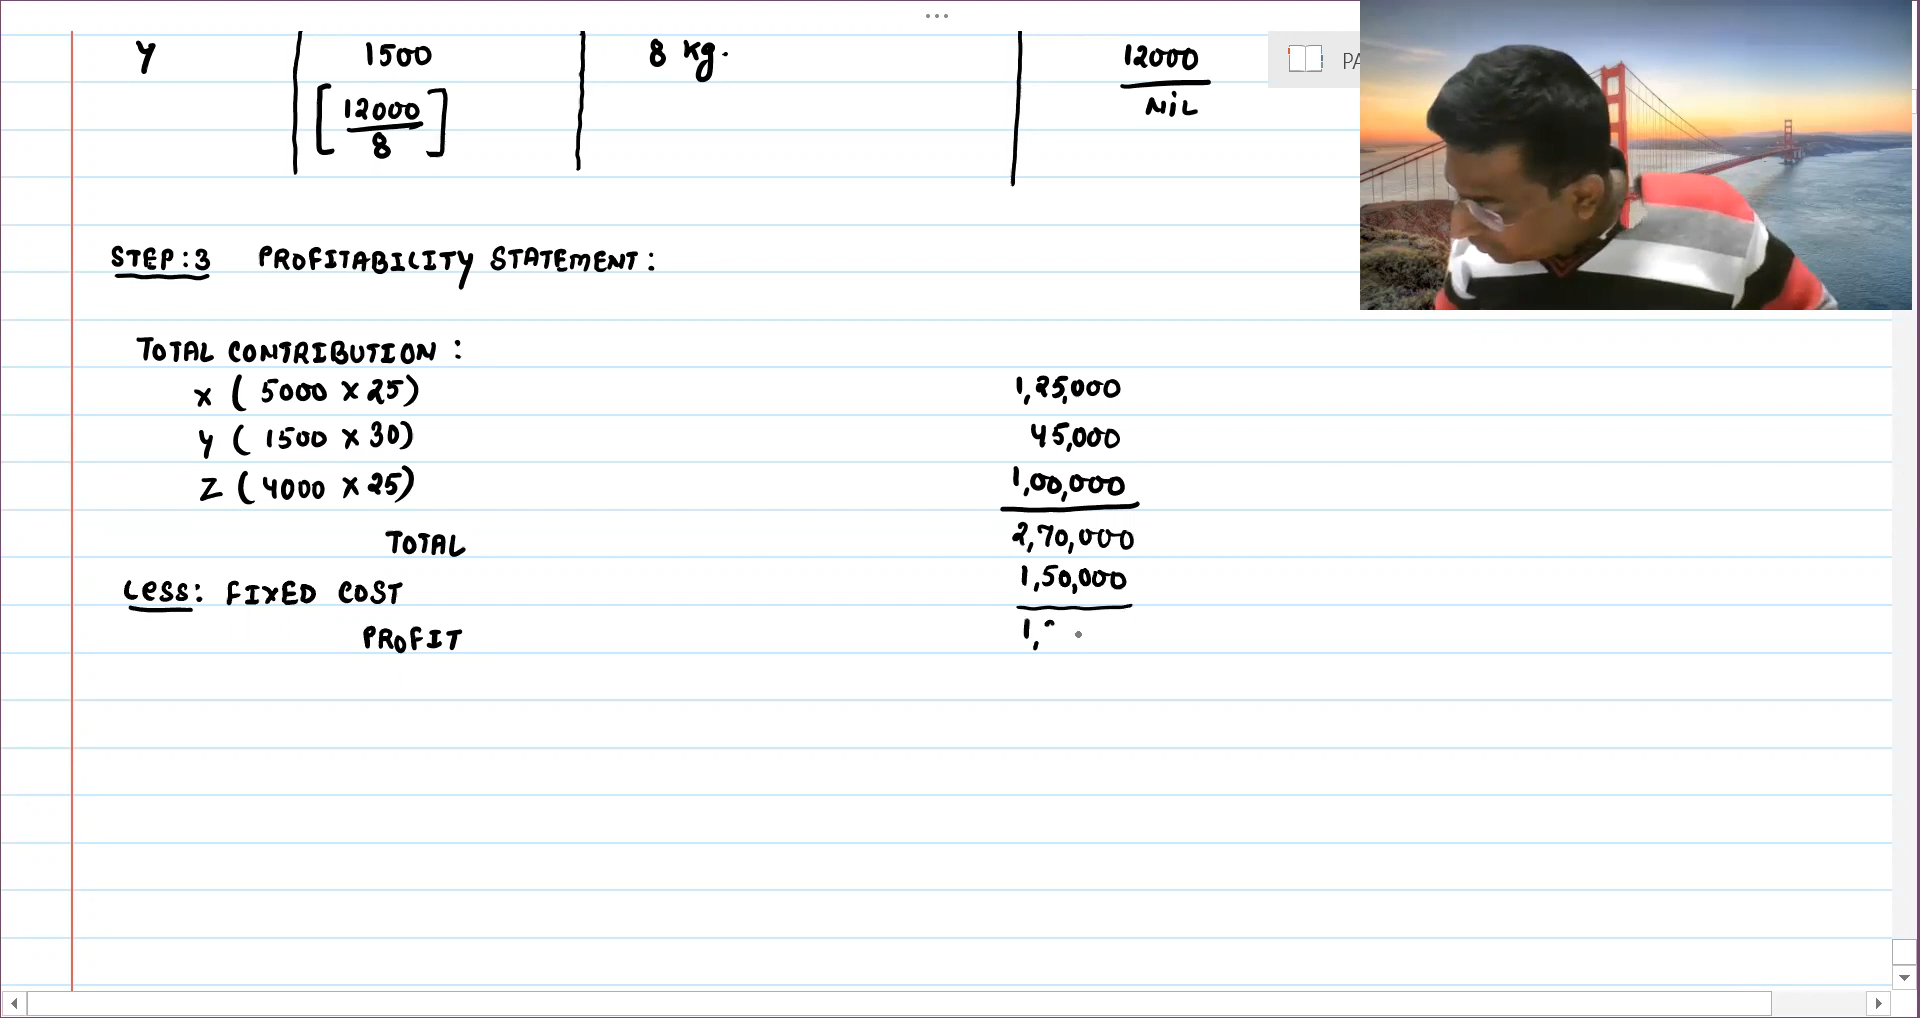 y 1500 8 kg. 12000
[12000/8] NiL
PA
STEP:3 PROFITABILITY STATEMENT:
TOTAL CONTRIBUTION:
x ( 5000 x 25) 1,25,000
y ( 1500 x 30) 45,000
z ( 4000 x 25) 1,00,000
TOTAL 2,70,000
Less: FIXED COST 1,50,000
PROFIT 1,